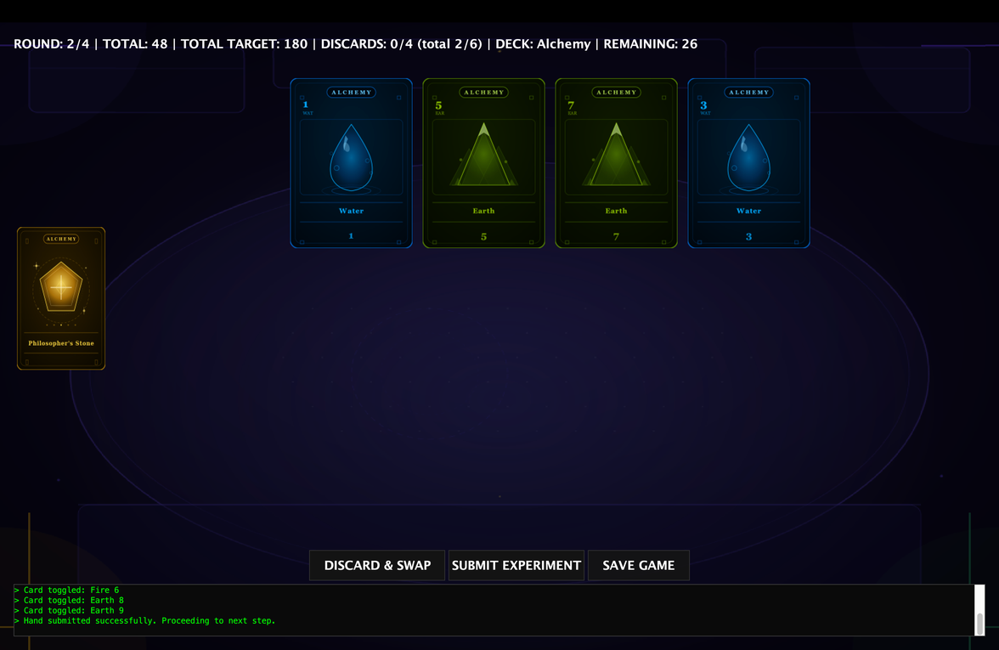 ROUND: 2/4 | TOTAL: 48 | TOTAL TARGET: 180 | DISCARDS: 0/4 (total 2/6) | DECK: Alchemy | REMAINING: 26
ALCHEMY
1
WAT
Water
1
ALCHEMY
5
EAR
Earth
5
ALCHEMY
7
EAR
Earth
7
ALCHEMY
3
WAT
Water
3
ALCHEMY
Philosopher's Stone
DISCARD & SWAP
SUBMIT EXPERIMENT
SAVE GAME
> Card toggled: Fire 6
> Card toggled: Earth 8
> Card toggled: Earth 9
> Hand submitted successfully. Proceeding to next step.